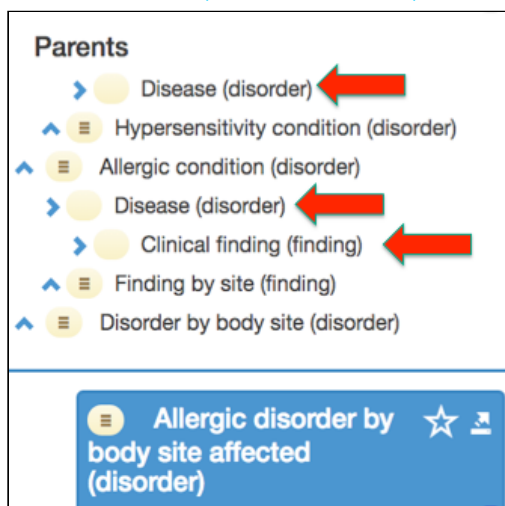 Parents
Disease (disorder)
Hypersensitivity condition (disorder)
Allergic condition (disorder)
Disease (disorder)
Clinical finding (finding)
Finding by site (finding)
Disorder by body site (disorder)
Allergic disorder by
body site affected
(disorder)